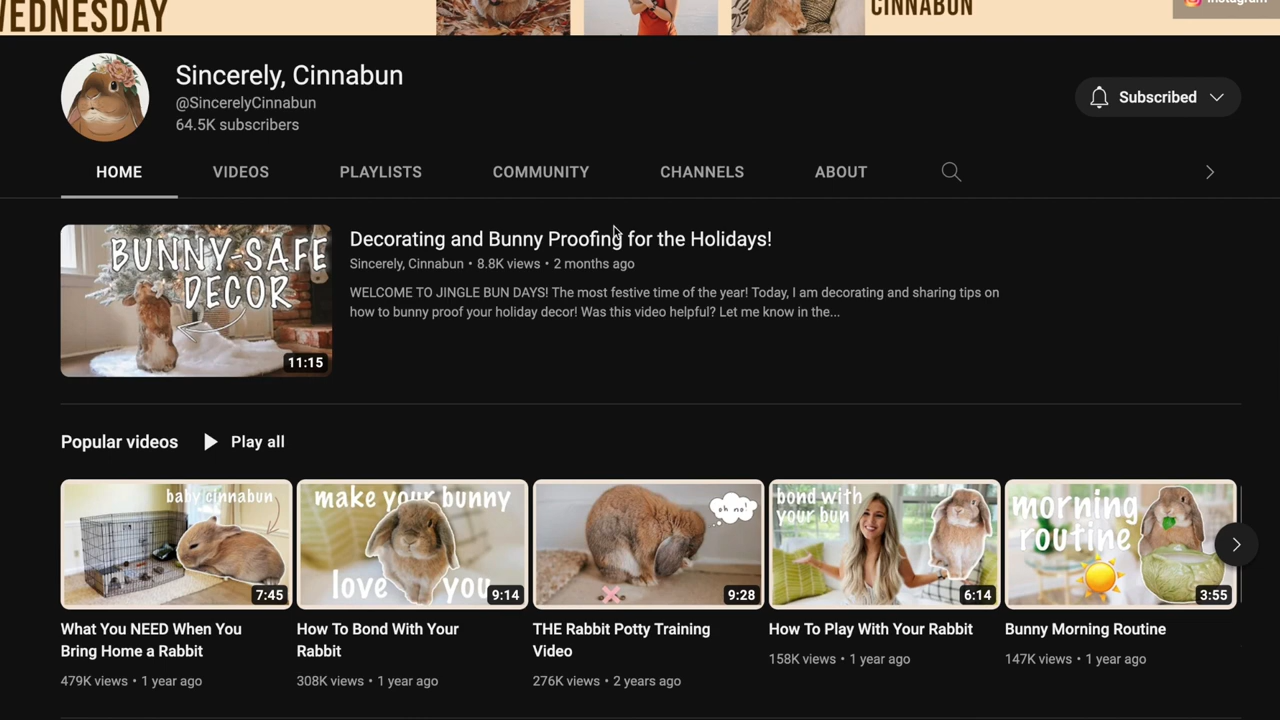 WEDNESDAY
CINNABUN
Instagram
Sincerely, Cinnabun
@SincerelyCinnabun
64.5K subscribers
Subscribed
HOME VIDEOS PLAYLISTS COMMUNITY CHANNELS ABOUT
BUNNY-SAFE
DECOR
11:15
Decorating and Bunny Proofing for the Holidays!
Sincerely, Cinnabun • 8.8K views • 2 months ago
WELCOME TO JINGLE BUN DAYS! The most festive time of the year! Today, I am decorating and sharing tips on
how to bunny proof your holiday decor! Was this video helpful? Let me know in the...
Popular videos Play all
baby cinnabun
7:45
make your bunny
love you
9:14
oh no!
9:28
bond with
your bun
6:14
morning
routine
3:55
What You NEED When You
Bring Home a Rabbit
479K views • 1 year ago
How To Bond With Your
Rabbit
308K views • 1 year ago
THE Rabbit Potty Training
Video
276K views • 2 years ago
How To Play With Your Rabbit
158K views • 1 year ago
Bunny Morning Routine
147K views • 1 year ago